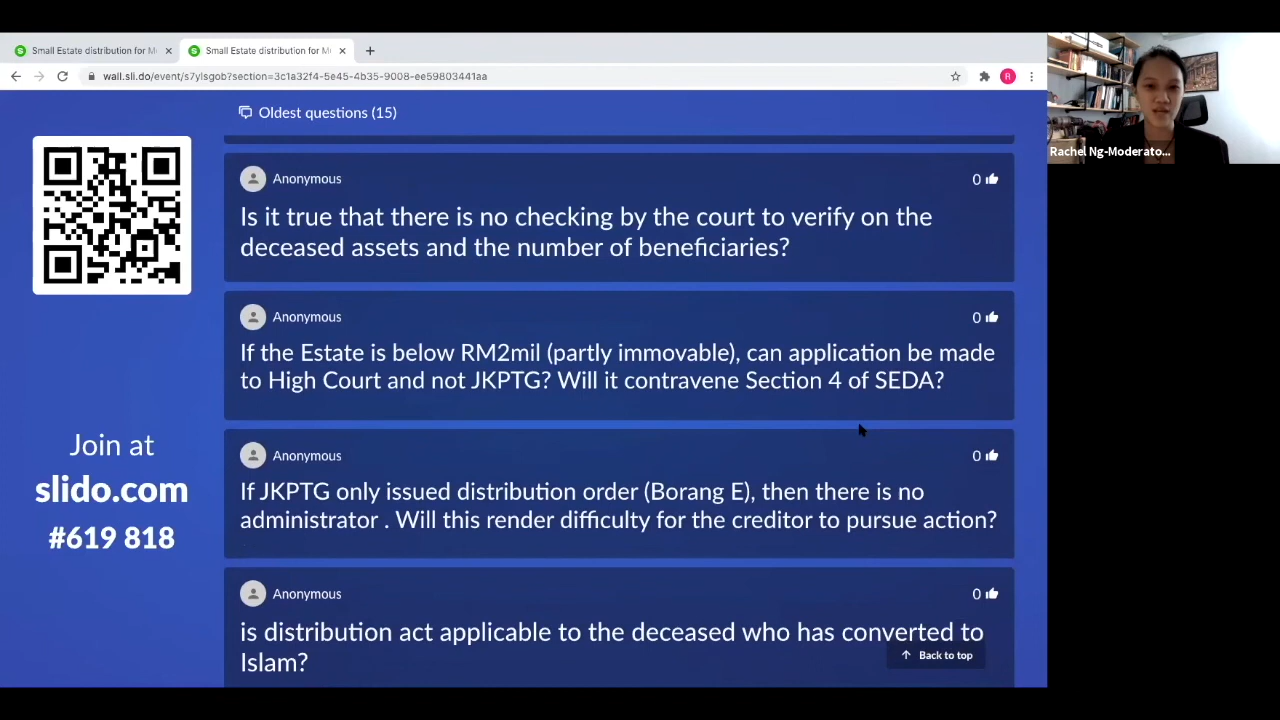 Small Estate distribution for M
Small Estate distribution for M
wall.sli.do/event/s7ylsgob?section=3c1a32f4-5e45-4b35-9008-ee59803441aa
R
Oldest questions (15)
Rachel Ng-Moderato...
Anonymous
0
Is it true that there is no checking by the court to verify on the
deceased assets and the number of beneficiaries?
Anonymous
0
If the Estate is below RM2mil (partly immovable), can application be made
to High Court and not JKPTG? Will it contravene Section 4 of SEDA?
Join at
slido.com
#619 818
Anonymous
0
If JKPTG only issued distribution order (Borang E), then there is no
administrator . Will this render difficulty for the creditor to pursue action?
Anonymous
0
is distribution act applicable to the deceased who has converted to
Islam?
Back to top